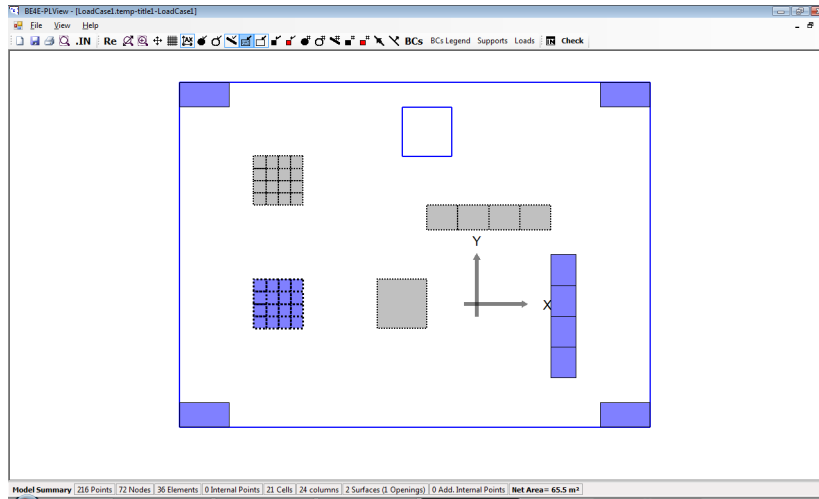 BE4E-PLView - [LoadCase1.temp-title1-LoadCase1]
File View Help
.IN Re AX BCs BCs Legend Supports Loads IN Check
Y
X
Model Summary 216 Points 72 Nodes 36 Elements 0 Internal Points 21 Cells 24 columns 2 Surfaces (1 Openings) 0 Add. Internal Points Net Area= 65.5 m²